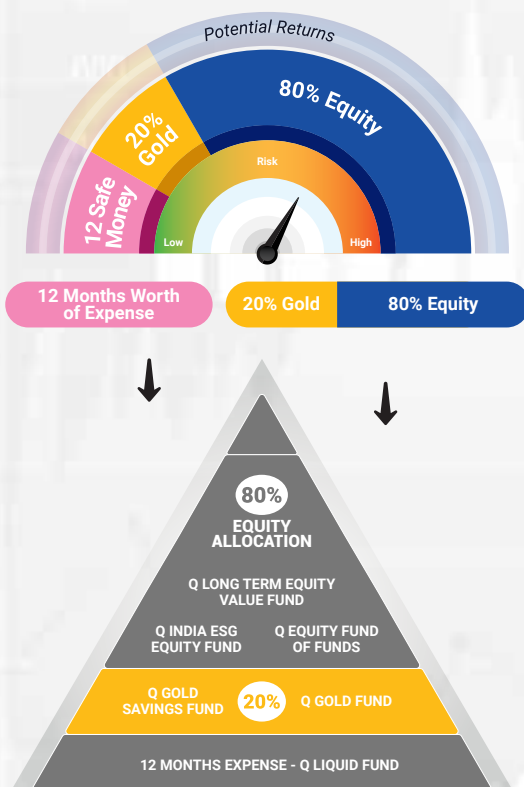 Potential Returns
80% Equity
20%
Gold
12 Safe
Money
Risk
Low
High
12 Months Worth
of Expense
20% Gold
80% Equity
80%
EQUITY
ALLOCATION
Q LONG TERM EQUITY
VALUE FUND
Q INDIA ESG
EQUITY FUND
Q EQUITY FUND
OF FUNDS
Q GOLD
SAVINGS FUND
20%
Q GOLD FUND
12 MONTHS EXPENSE - Q LIQUID FUND